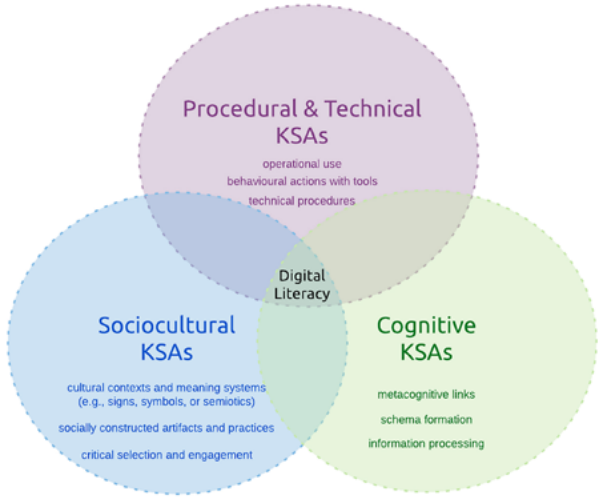 Procedural & Technical
KSAs
operational use
behavioural actions with tools
technical procedures
Digital
Literacy
Sociocultural
KSAs
cultural contexts and meaning systems
(e.g., signs, symbols, or semiotics)
socially constructed artifacts and practices
critical selection and engagement
Cognitive
KSAs
metacognitive links
schema formation
information processing